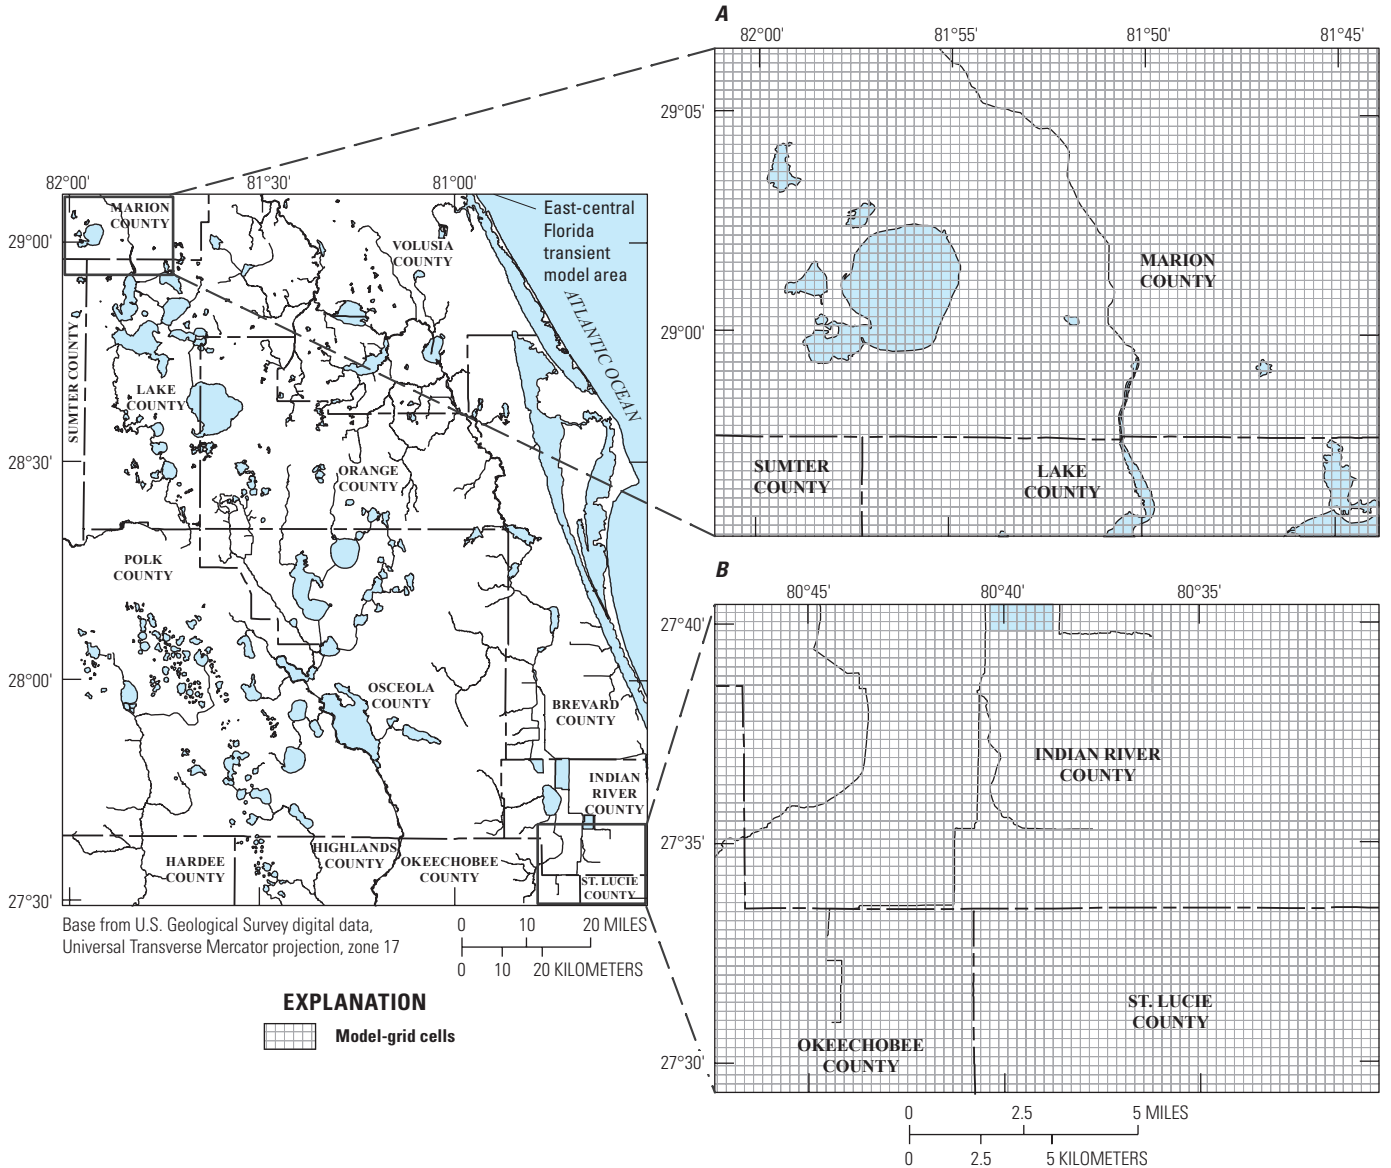 A
82°00'
81°55'
81°50'
81°45'
29°05'
29°00'
MARION
COUNTY
SUMTER
COUNTY
LAKE
COUNTY
82°00'
81°30'
81°00'
29°00'
28°30'
28°00'
27°30'
MARION
COUNTY
VOLUSIA
COUNTY
East-central
Florida
transient
model area
ATLANTIC OCEAN
SUMTER COUNTY
LAKE
COUNTY
ORANGE
COUNTY
POLK
COUNTY
OSCEOLA
COUNTY
BREVARD
COUNTY
INDIAN
RIVER
COUNTY
HARDEE
COUNTY
HIGHLANDS
COUNTY
OKEECHOBEE
COUNTY
ST. LUCIE
COUNTY
B
80°45'
80°40'
80°35'
27°40'
27°35'
27°30'
INDIAN RIVER
COUNTY
ST. LUCIE
COUNTY
OKEECHOBEE
COUNTY
0 2.5 5 MILES
0 2.5 5 KILOMETERS
Base from U.S. Geological Survey digital data,
Universal Transverse Mercator projection, zone 17
0 10 20 MILES
0 10 20 KILOMETERS
EXPLANATION
Model-grid cells